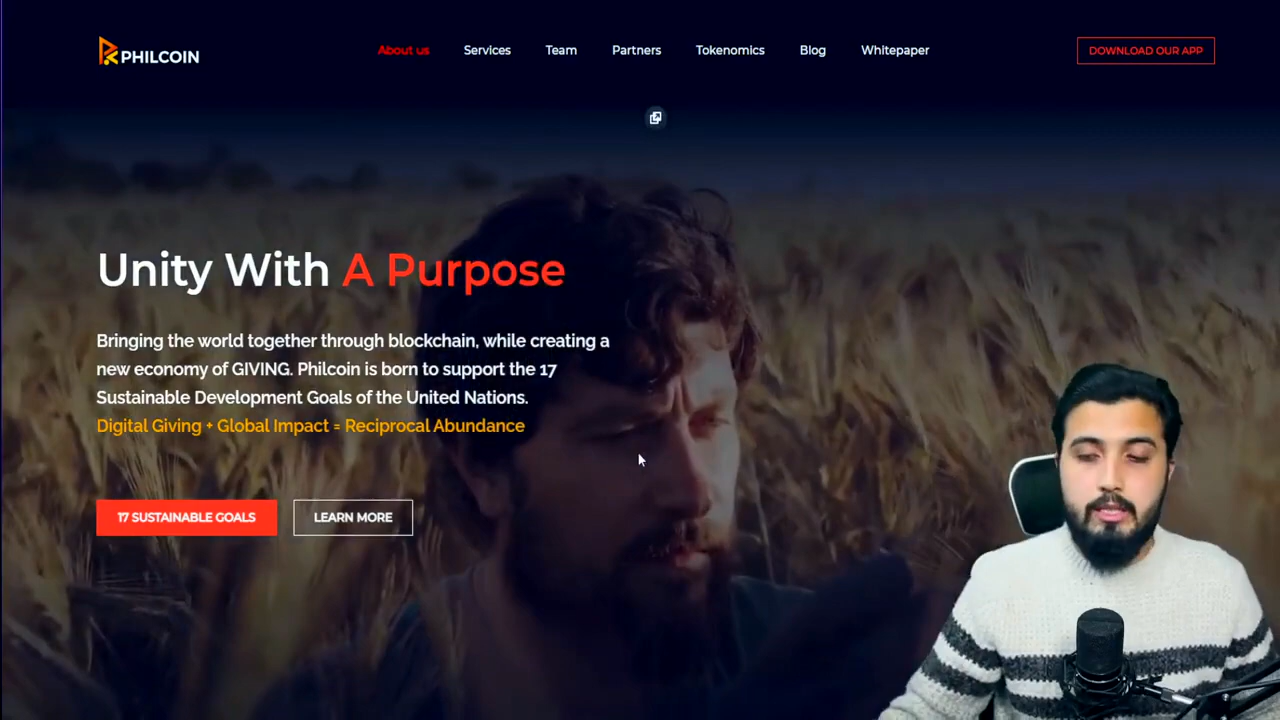 PHILCOIN
About us
Services
Team
Partners
Tokenomics
Blog
Whitepaper
DOWNLOAD OUR APP
Unity With A Purpose
Bringing the world together through blockchain, while creating a
new economy of GIVING. Philcoin is born to support the 17
Sustainable Development Goals of the United Nations.
Digital Giving + Global Impact = Reciprocal Abundance
17 SUSTAINABLE GOALS
LEARN MORE